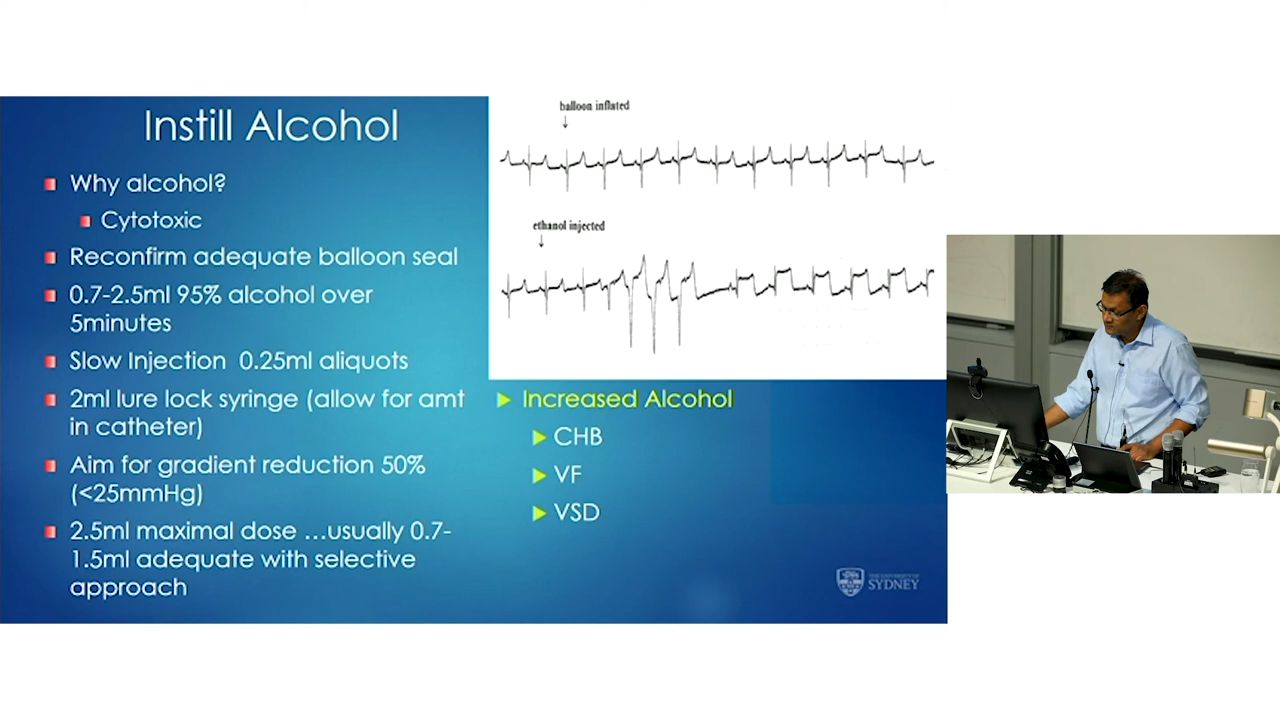 Instill Alcohol
Why alcohol?
Cytotoxic
Reconfirm adequate balloon seal
0.7-2.5ml 95% alcohol over
5minutes
Slow Injection 0.25ml aliquots
2ml lure lock syringe (allow for amt
in catheter)
Aim for gradient reduction 50%
(<25mmHg)
2.5ml maximal dose ...usually 0.7-
1.5ml adequate with selective
approach
balloon inflated
ethanol injected
Increased Alcohol
CHB
VF
VSD
THE UNIVERSITY OF
SYDNEY